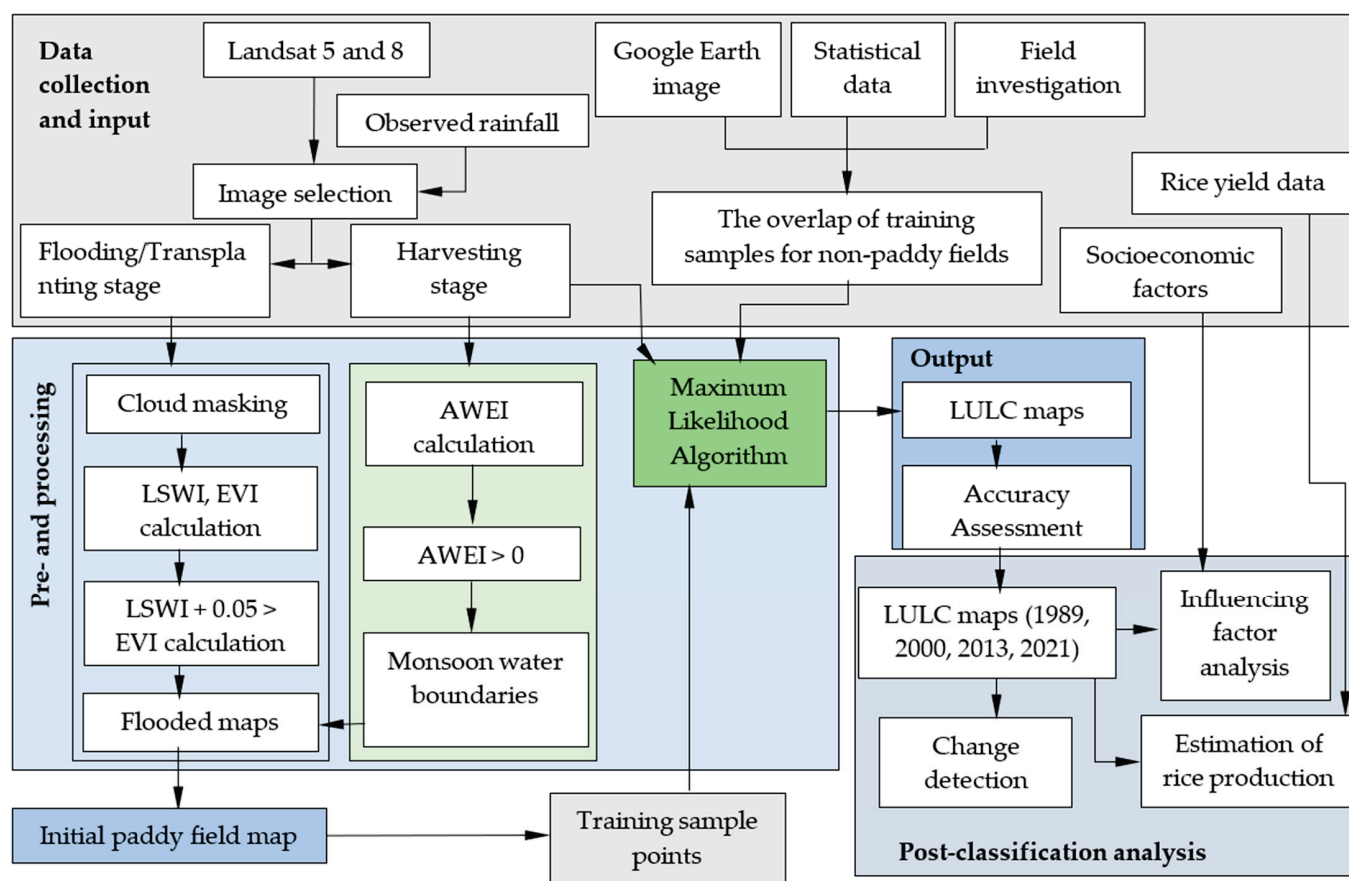 Data
collection
and input
Landsat 5 and 8
Observed rainfall
Image selection
Flooding/Transpla
nting stage
Harvesting
stage
Google Earth
image
Statistical
data
Field
investigation
The overlap of training
samples for non-paddy fields
Rice yield data
Socioeconomic
factors
Pre- and processing
Cloud masking
LSWI, EVI
calculation
LSWI + 0.05 >
EVI calculation
Flooded maps
AWEI
calculation
AWEI > 0
Monsoon water
boundaries
Maximum
Likelihood
Algorithm
Output
LULC maps
Accuracy
Assessment
LULC maps (1989,
2000, 2013, 2021)
Influencing
factor
analysis
Change
detection
Estimation of
rice production
Post-classification analysis
Initial paddy field map
Training sample
points